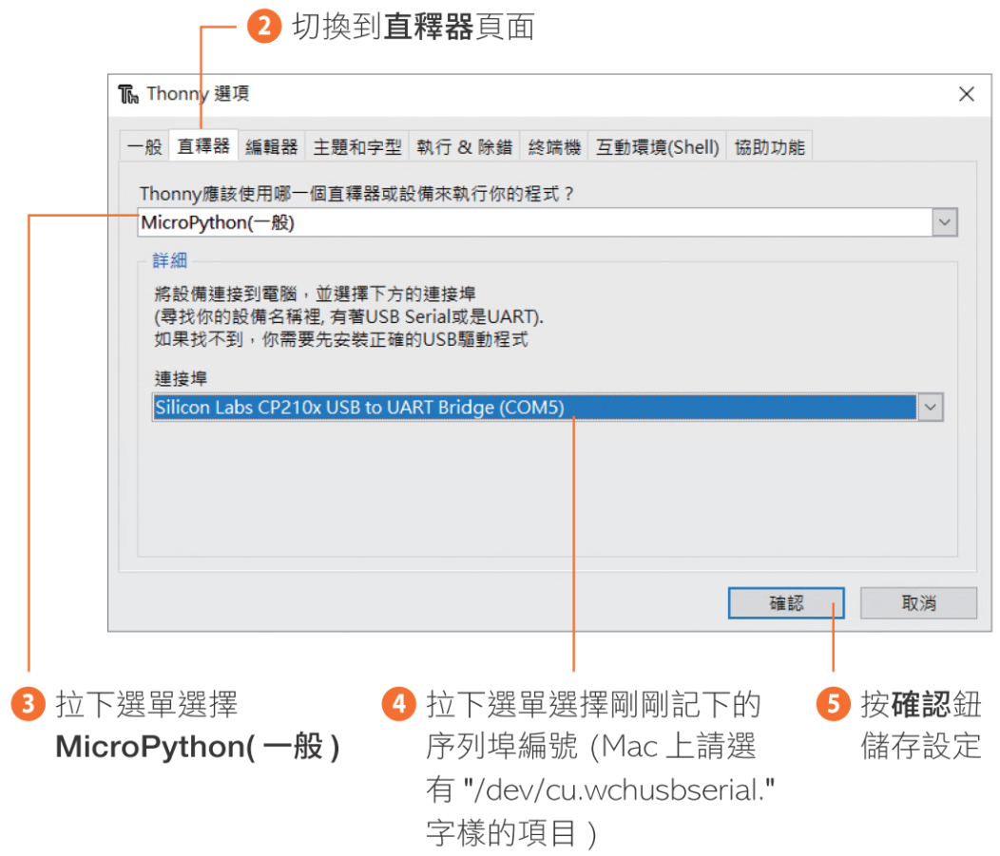 2 切換到直釋器頁面
Thonny 選項
一般 直釋器 編輯器 主題和字型 執行 & 除錯 終端機 互動環境(Shell) 協助功能
Thonny應該使用哪一個直釋器或設備來執行你的程式？
MicroPython(一般)
詳細
將設備連接到電腦，並選擇下方的連接埠
(尋找你的設備名稱裡, 有著USB Serial或是UART).
如果找不到，你需要先安裝正確的USB驅動程式
連接埠
Silicon Labs CP210x USB to UART Bridge (COM5)
確認 取消
3 拉下選單選擇
MicroPython( 一般 )
4 拉下選單選擇剛剛記下的
序列埠編號 (Mac 上請選
有 "/dev/cu.wchusbserial."
字樣的項目 )
5 按確認鈕
儲存設定